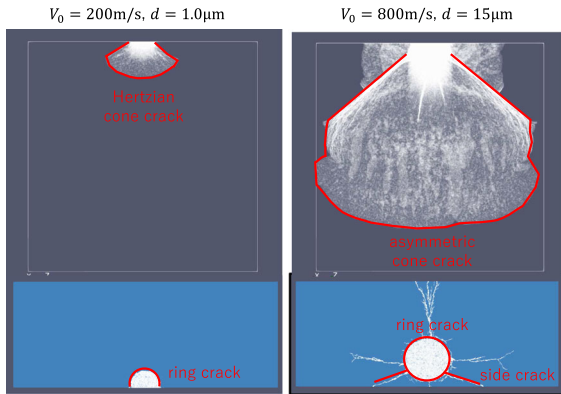 V₀ = 200m/s, d = 1.0μm
V₀ = 800m/s, d = 15μm
Hertzian
cone crack
asymmetric
cone crack
ring crack
ring crack
side crack